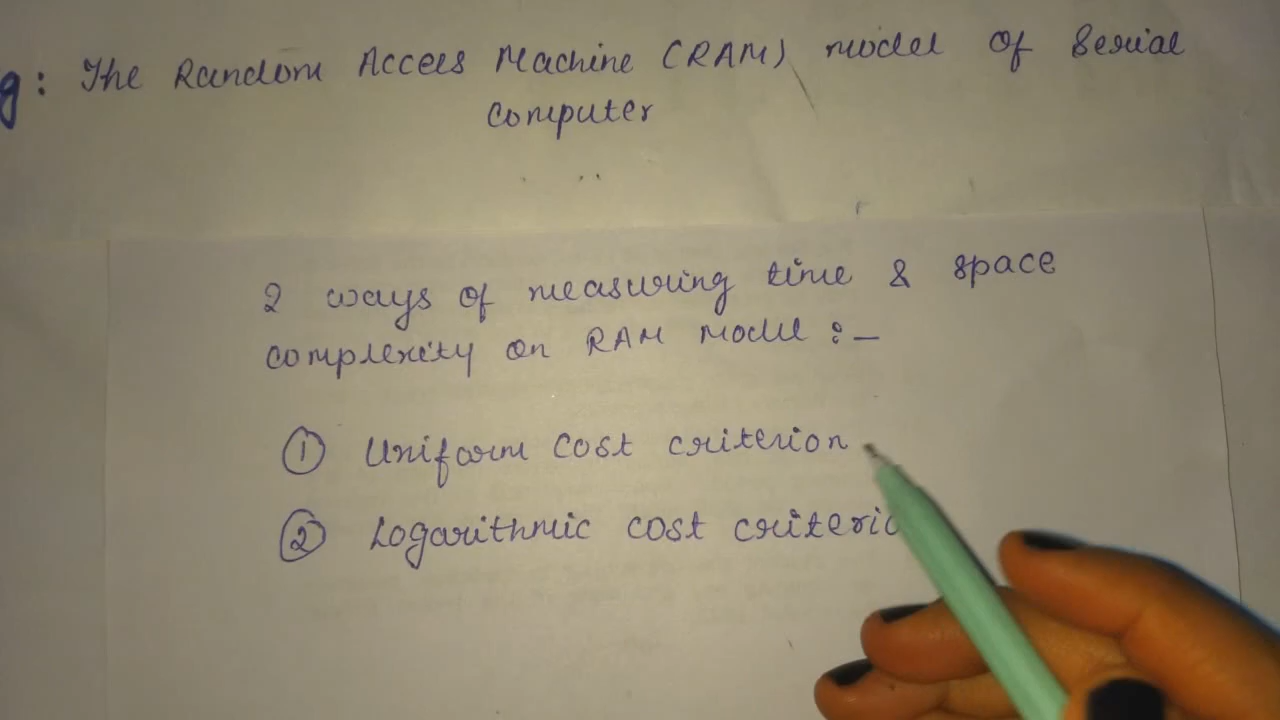 g: The Random Access Machine (RAM) model of Serial
computer
2 ways of measuring time & space
complexity on RAM Model :-
① Uniform cost criterion
② Logarithmic cost criterio